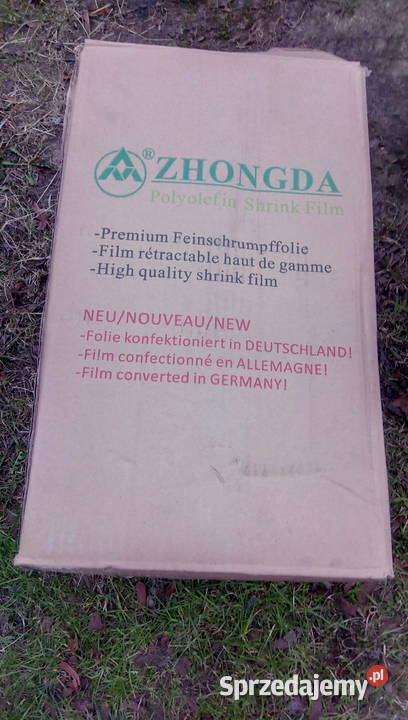 ® ZHONGDA
Polyolefin Shrink Film
-Premium Feinschrumpffolie
-Film rétractable haut de gamme
-High quality shrink film
NEU/NOUVEAU/NEW
-Folie konfektioniert in DEUTSCHLAND!
-Film confectionné en ALLEMAGNE!
-Film converted in GERMANY!
Sprzedajemy.pl